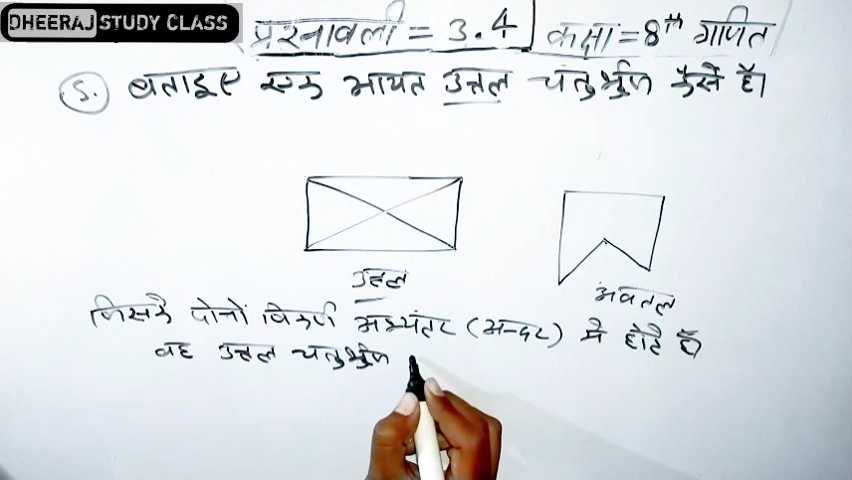 DHEERAJ STUDY CLASS
प्रश्नावली = 3.4 कक्षा = 8th गणित
5. बताइए एक आयत उत्तल चतुर्भुज कैसे है।
उत्तल
अवतल
जिसके दोनों विकर्ण अभ्यंतर (अन्दर) में होते हैं
वह उत्तल चतुर्भुज